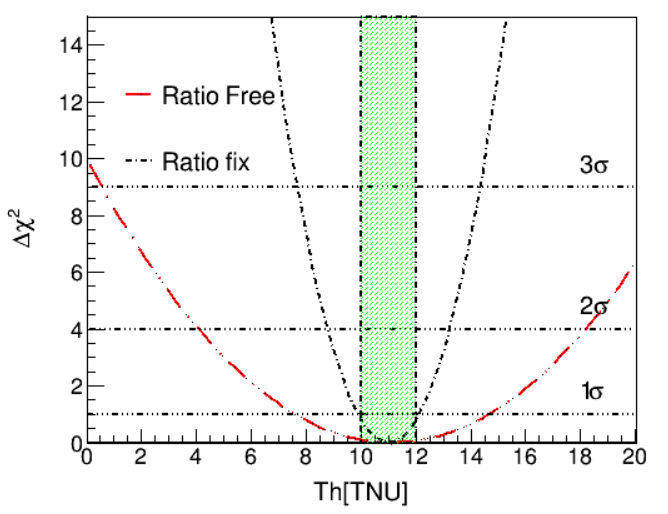 14
12
Ratio Free
10
Ratio fix
3σ
8
Δχ²
6
2σ
4
2
1σ
0
0 2 4 6 8 10 12 14 16 18 20
Th[TNU]